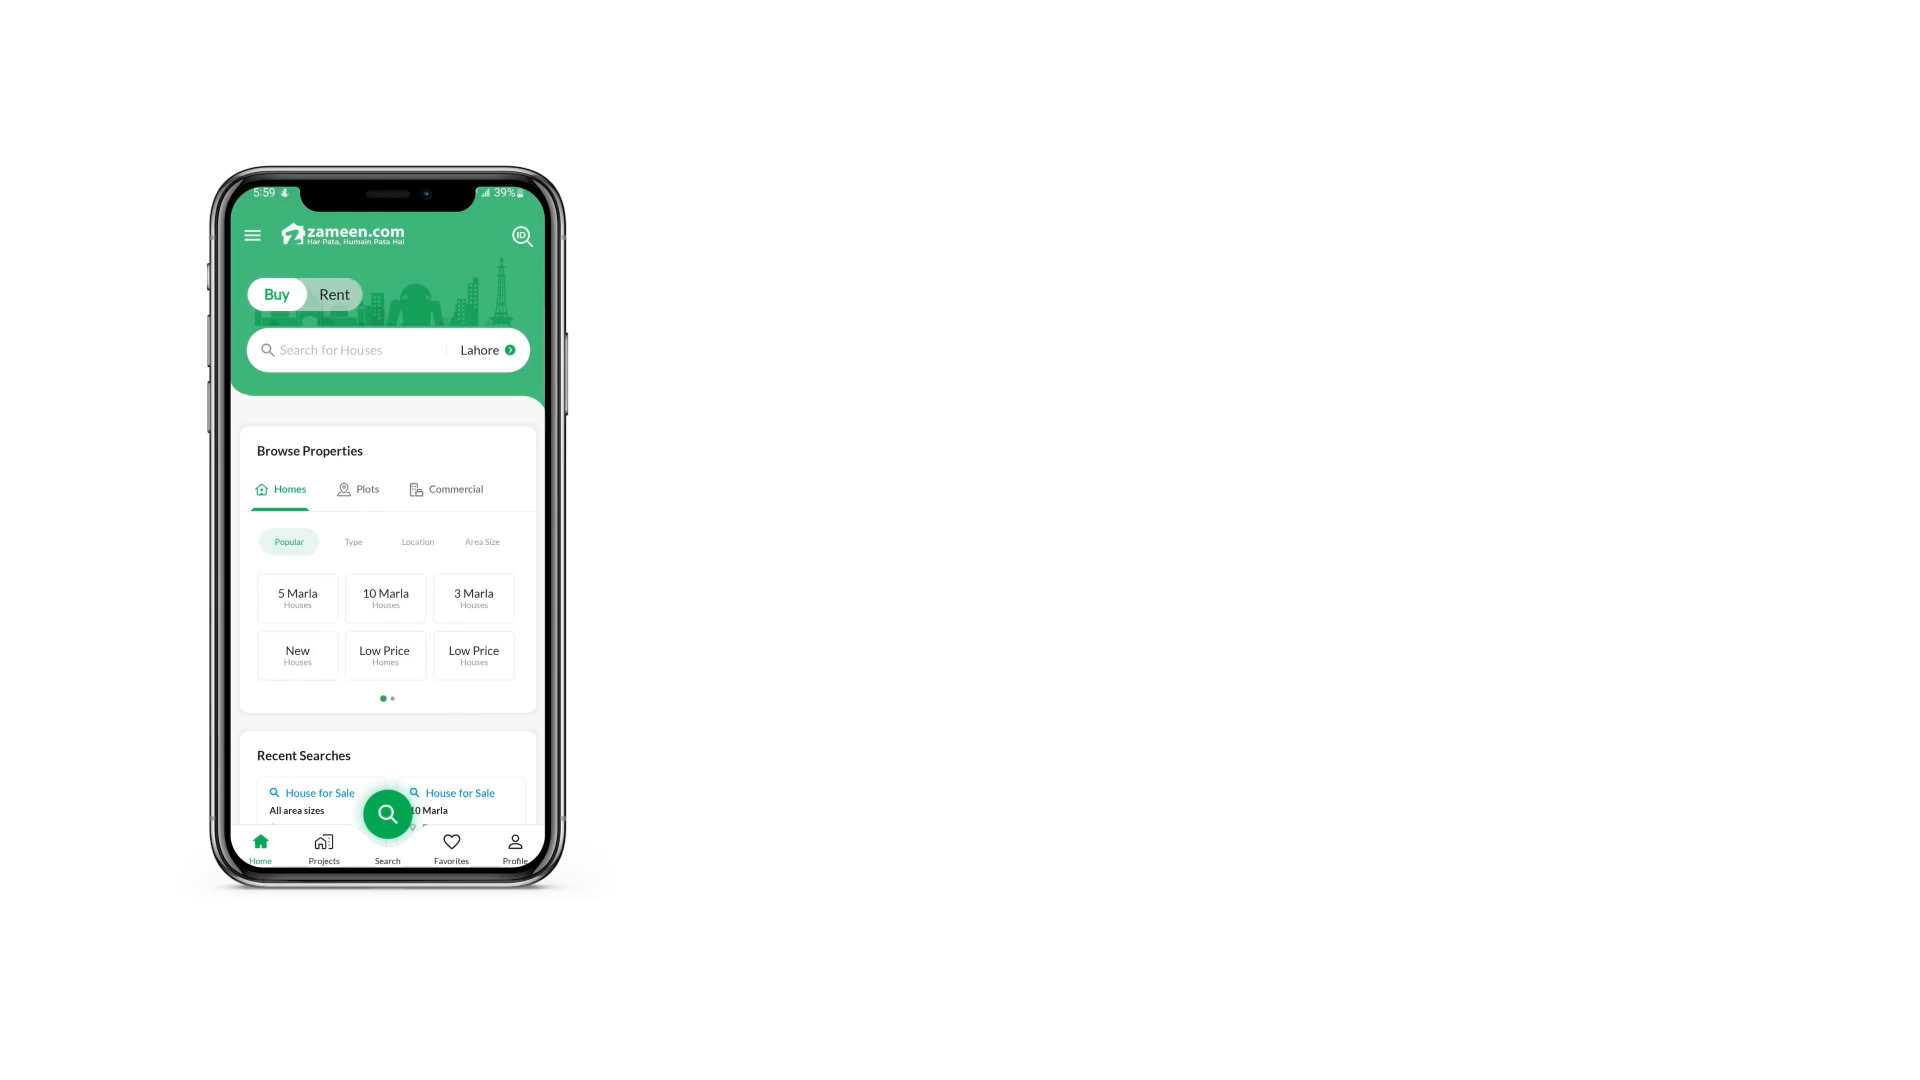 5:59
39%
zameen.com
Har Pata, Humain Pata Hai
ID
Buy Rent
Search for Houses Lahore
Browse Properties
Homes Plots Commercial
Popular Type Location Area Size
5 Marla 10 Marla 3 Marla
Houses Houses Houses
New Low Price Low Price
Houses Homes Houses
Recent Searches
House for Sale House for Sale
All area sizes 10 Marla
Home Projects Search Favorites Profile